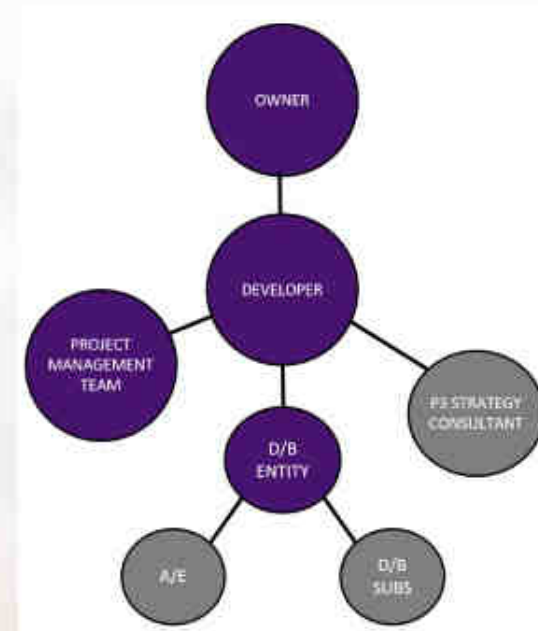 OWNER
DEVELOPER
PROJECT
MANAGEMENT
TEAM
P3 STRATEGY
CONSULTANT
D/B
ENTITY
A/E
D/B
SUBS